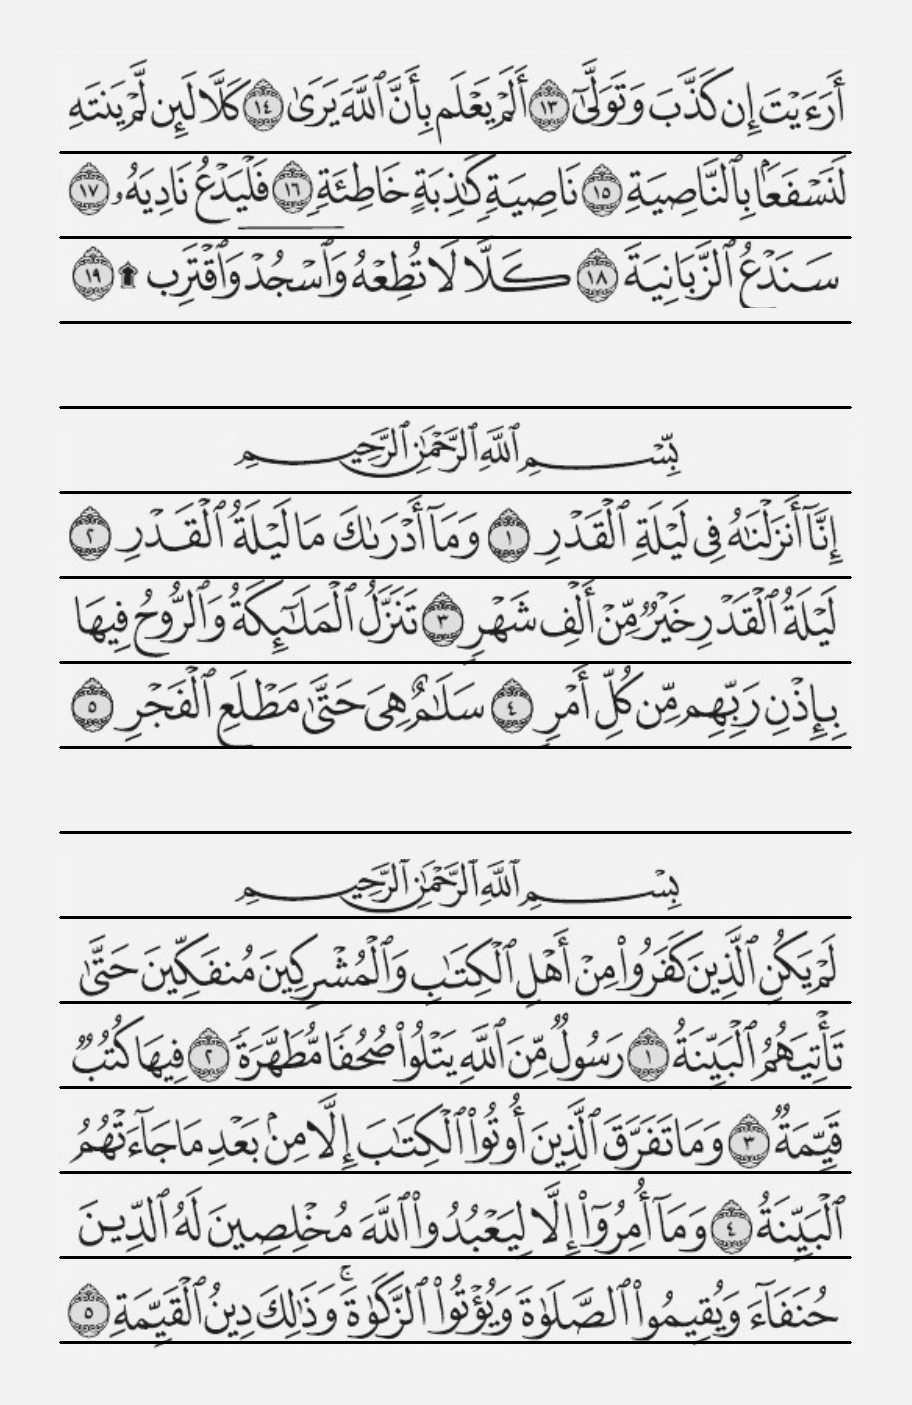 أَرَءَيْتَ إِن كَذَّبَ وَتَوَلَّىٰٓ ١٣ أَلَمْ يَعْلَم بِأَنَّ ٱللَّهَ يَرَىٰ ١٤ كَلَّا لَئِن لَّمْ يَنتَهِ
لَنَسْفَعًۢا بِٱلنَّاصِيَةِ ١٥ نَاصِيَةٍ كَٰذِبَةٍ خَاطِئَةٍ ١٦ فَلْيَدْعُ نَادِيَهُۥ ١٧
سَنَدْعُ ٱلزَّبَانِيَةَ ١٨ كَلَّا لَا تُطِعْهُ وَٱسْجُدْ وَٱقْتَرِب ۩ ١٩
بِّسْمِ ٱللَّهِ ٱلرَّحْمَٰنِ ٱلرَّحِيمِ
إِنَّآ أَنزَلْنَٰهُ فِى لَيْلَةِ ٱلْقَدْرِ ١ وَمَآ أَدْرَىٰكَ مَا لَيْلَةُ ٱلْقَدْرِ ٢
لَيْلَةُ ٱلْقَدْرِ خَيْرٌ مِّنْ أَلْفِ شَهْرٍ ٣ تَنَزَّلُ ٱلْمَلَٰٓئِكَةُ وَٱلرُّوحُ فِيهَا
بِإِذْنِ رَبِّهِم مِّن كُلِّ أَمْرٍ ٤ سَلَٰمٌ هِىَ حَتَّىٰ مَطْلَعِ ٱلْفَجْرِ ٥
بِسْمِ ٱللَّهِ ٱلرَّحْمَٰنِ ٱلرَّحِيمِ
لَمْ يَكُنِ ٱلَّذِينَ كَفَرُوا۟ مِنْ أَهْلِ ٱلْكِتَٰبِ وَٱلْمُشْرِكِينَ مُنفَكِّينَ حَتَّىٰ
تَأْتِيَهُمُ ٱلْبَيِّنَةُ ١ رَسُولٌ مِّنَ ٱللَّهِ يَتْلُوا۟ صُحُفًا مُّطَهَّرَةً ٢ فِيهَا كُتُبٌ
قَيِّمَةٌ ٣ وَمَا تَفَرَّقَ ٱلَّذِينَ أُوتُوا۟ ٱلْكِتَٰبَ إِلَّا مِنۢ بَعْدِ مَا جَآءَتْهُمُ
ٱلْبَيِّنَةُ ٤ وَمَآ أُمِرُوٓا۟ إِلَّا لِيَعْبُدُوا۟ ٱللَّهَ مُخْلِصِينَ لَهُ ٱلدِّينَ
حُنَفَآءَ وَيُقِيمُوا۟ ٱلصَّلَوٰةَ وَيُؤْتُوا۟ ٱلزَّكَوٰةَ ۚ وَذَٰلِكَ دِينُ ٱلْقَيِّمَةِ ٥